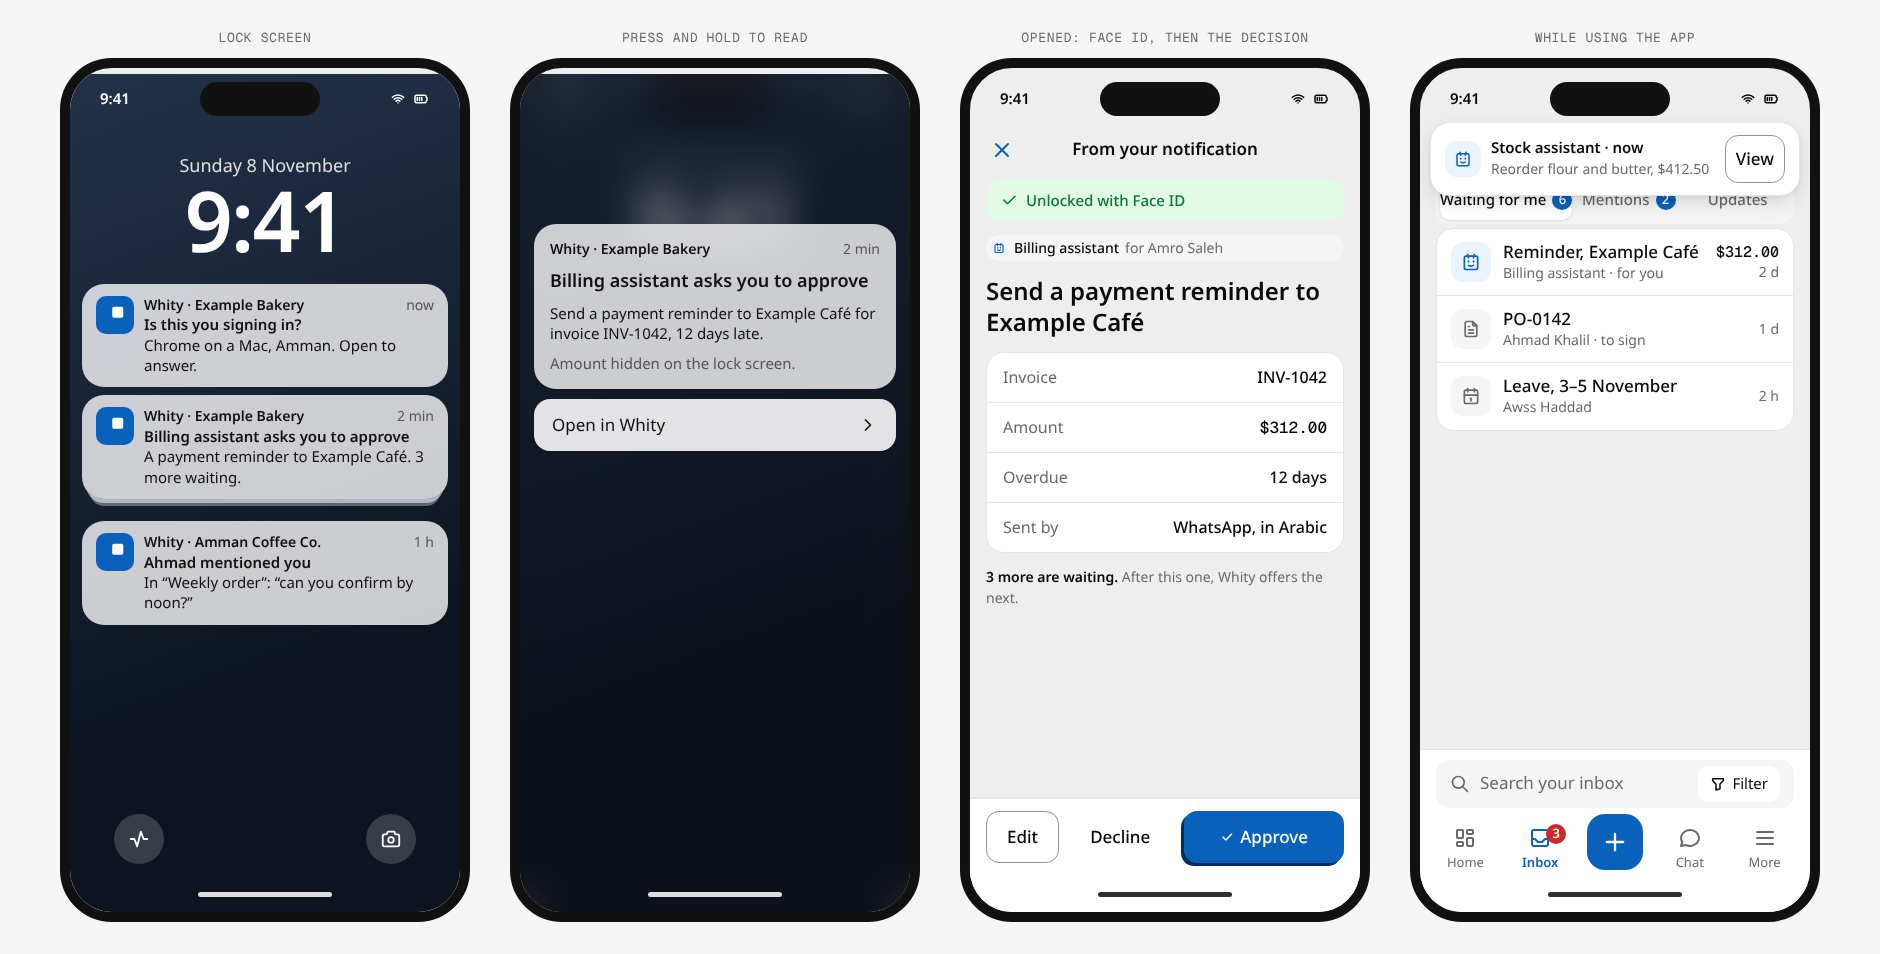 LOCK SCREEN
9:41
Sunday 8 November
9:41
Whity · Example Bakery now
Is this you signing in?
Chrome on a Mac, Amman. Open to
answer.
Whity · Example Bakery 2 min
Billing assistant asks you to approve
A payment reminder to Example Café. 3
more waiting.
Whity · Amman Coffee Co. 1 h
Ahmad mentioned you
In “Weekly order”: “can you confirm by
noon?”
PRESS AND HOLD TO READ
Whity · Example Bakery 2 min
Billing assistant asks you to approve
Send a payment reminder to Example Café for
invoice INV-1042, 12 days late.
Amount hidden on the lock screen.
Open in Whity
OPENED: FACE ID, THEN THE DECISION
9:41
From your notification
Unlocked with Face ID
Billing assistant for Amro Saleh
Send a payment reminder to
Example Café
Invoice INV-1042
Amount $312.00
Overdue 12 days
Sent by WhatsApp, in Arabic
3 more are waiting. After this one, Whity offers the
next.
Edit Decline Approve
WHILE USING THE APP
9:41
Stock assistant · now
Reorder flour and butter, $412.50
View
Waiting for me 6 Mentions 2 Updates
Reminder, Example Café $312.00
Billing assistant · for you 2 d
PO-0142
Ahmad Khalil · to sign 1 d
Leave, 3–5 November
Awss Haddad 2 h
Search your inbox Filter
3
Home Inbox Chat More